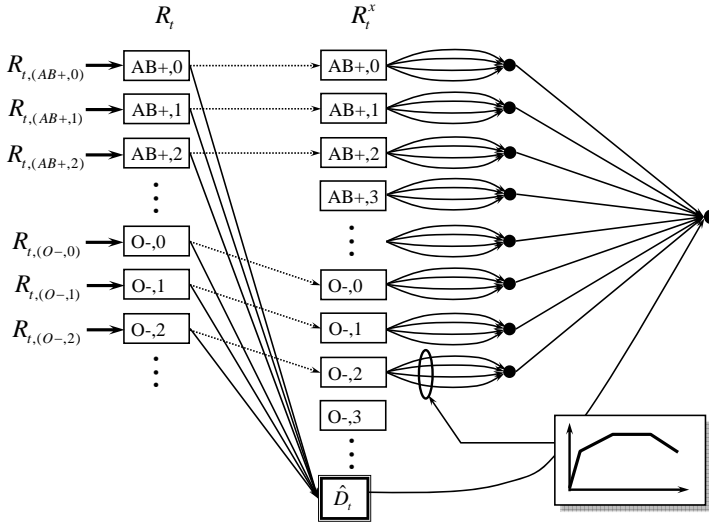 R_t R_t^x
R_{t,(AB+,0)} AB+,0 AB+,0
R_{t,(AB+,1)} AB+,1 AB+,1
R_{t,(AB+,2)} AB+,2 AB+,2
AB+,3
R_{t,(O-,0)} O-,0
O-,0
R_{t,(O-,1)} O-,1
O-,1
R_{t,(O-,2)} O-,2
O-,2
O-,3
\hat{D}_t